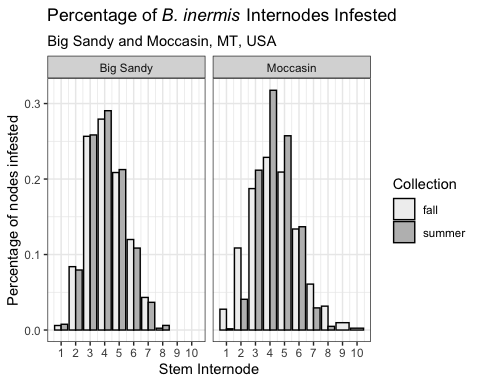 Percentage of B. inermis Internodes Infested
Big Sandy and Moccasin, MT, USA
Big Sandy
Moccasin
Percentage of nodes infested
0.3
0.2
0.1
0.0
1 2 3 4 5 6 7 8 9 10
1 2 3 4 5 6 7 8 9 10
Stem Internode
Collection
fall
summer